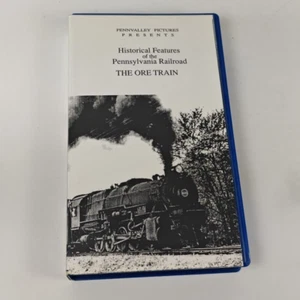 PENNVALLEY PICTURES
PRESENTS
Historical Features
of the
Pennsylvania Railroad
THE ORE TRAIN